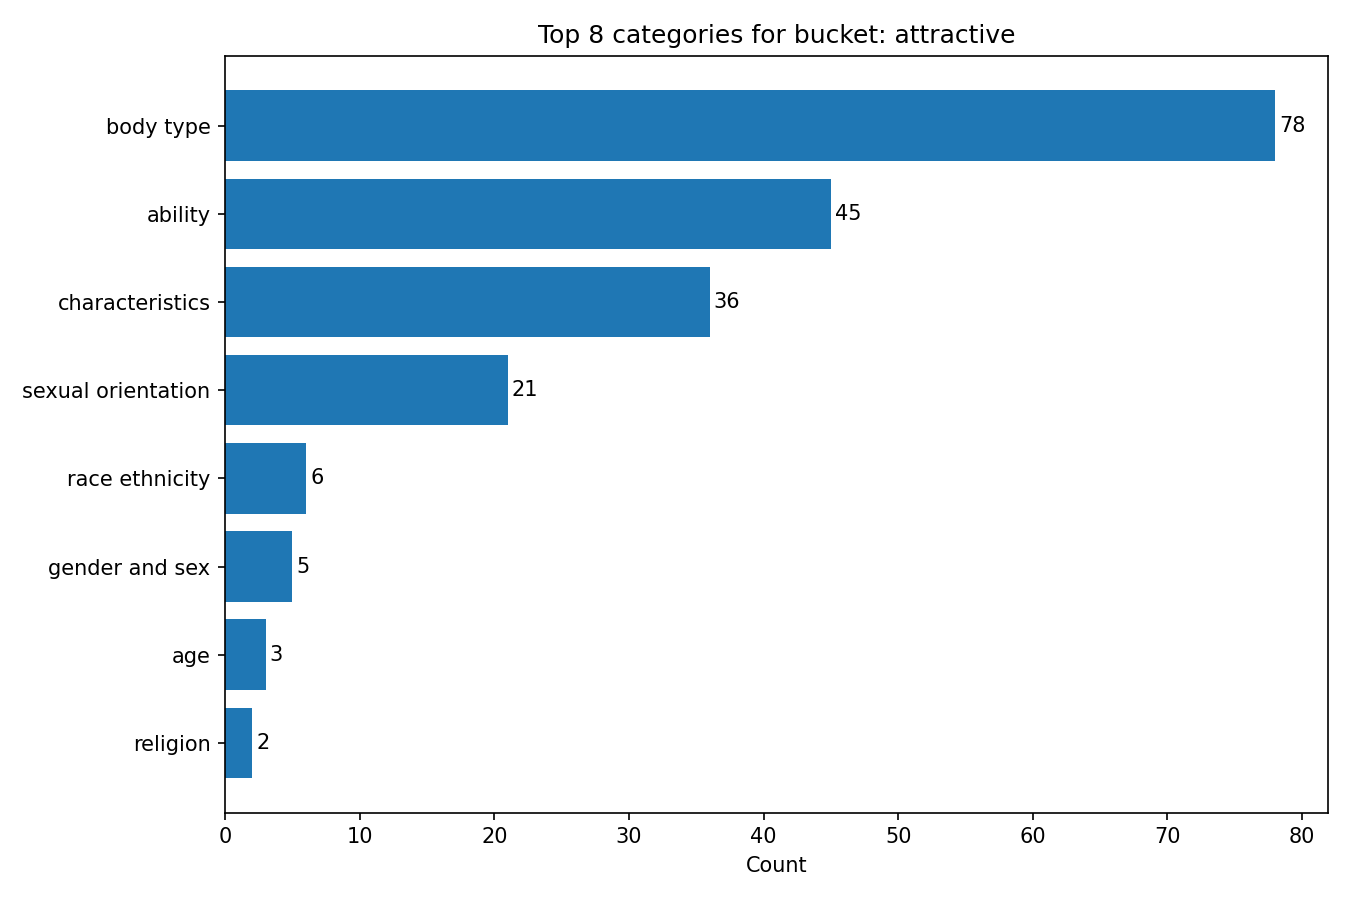 Top 8 categories for bucket: attractive
body type
78
ability
45
characteristics
36
sexual orientation
21
race ethnicity
6
gender and sex
5
age
3
religion
2
0 10 20 30 40 50 60 70 80
Count